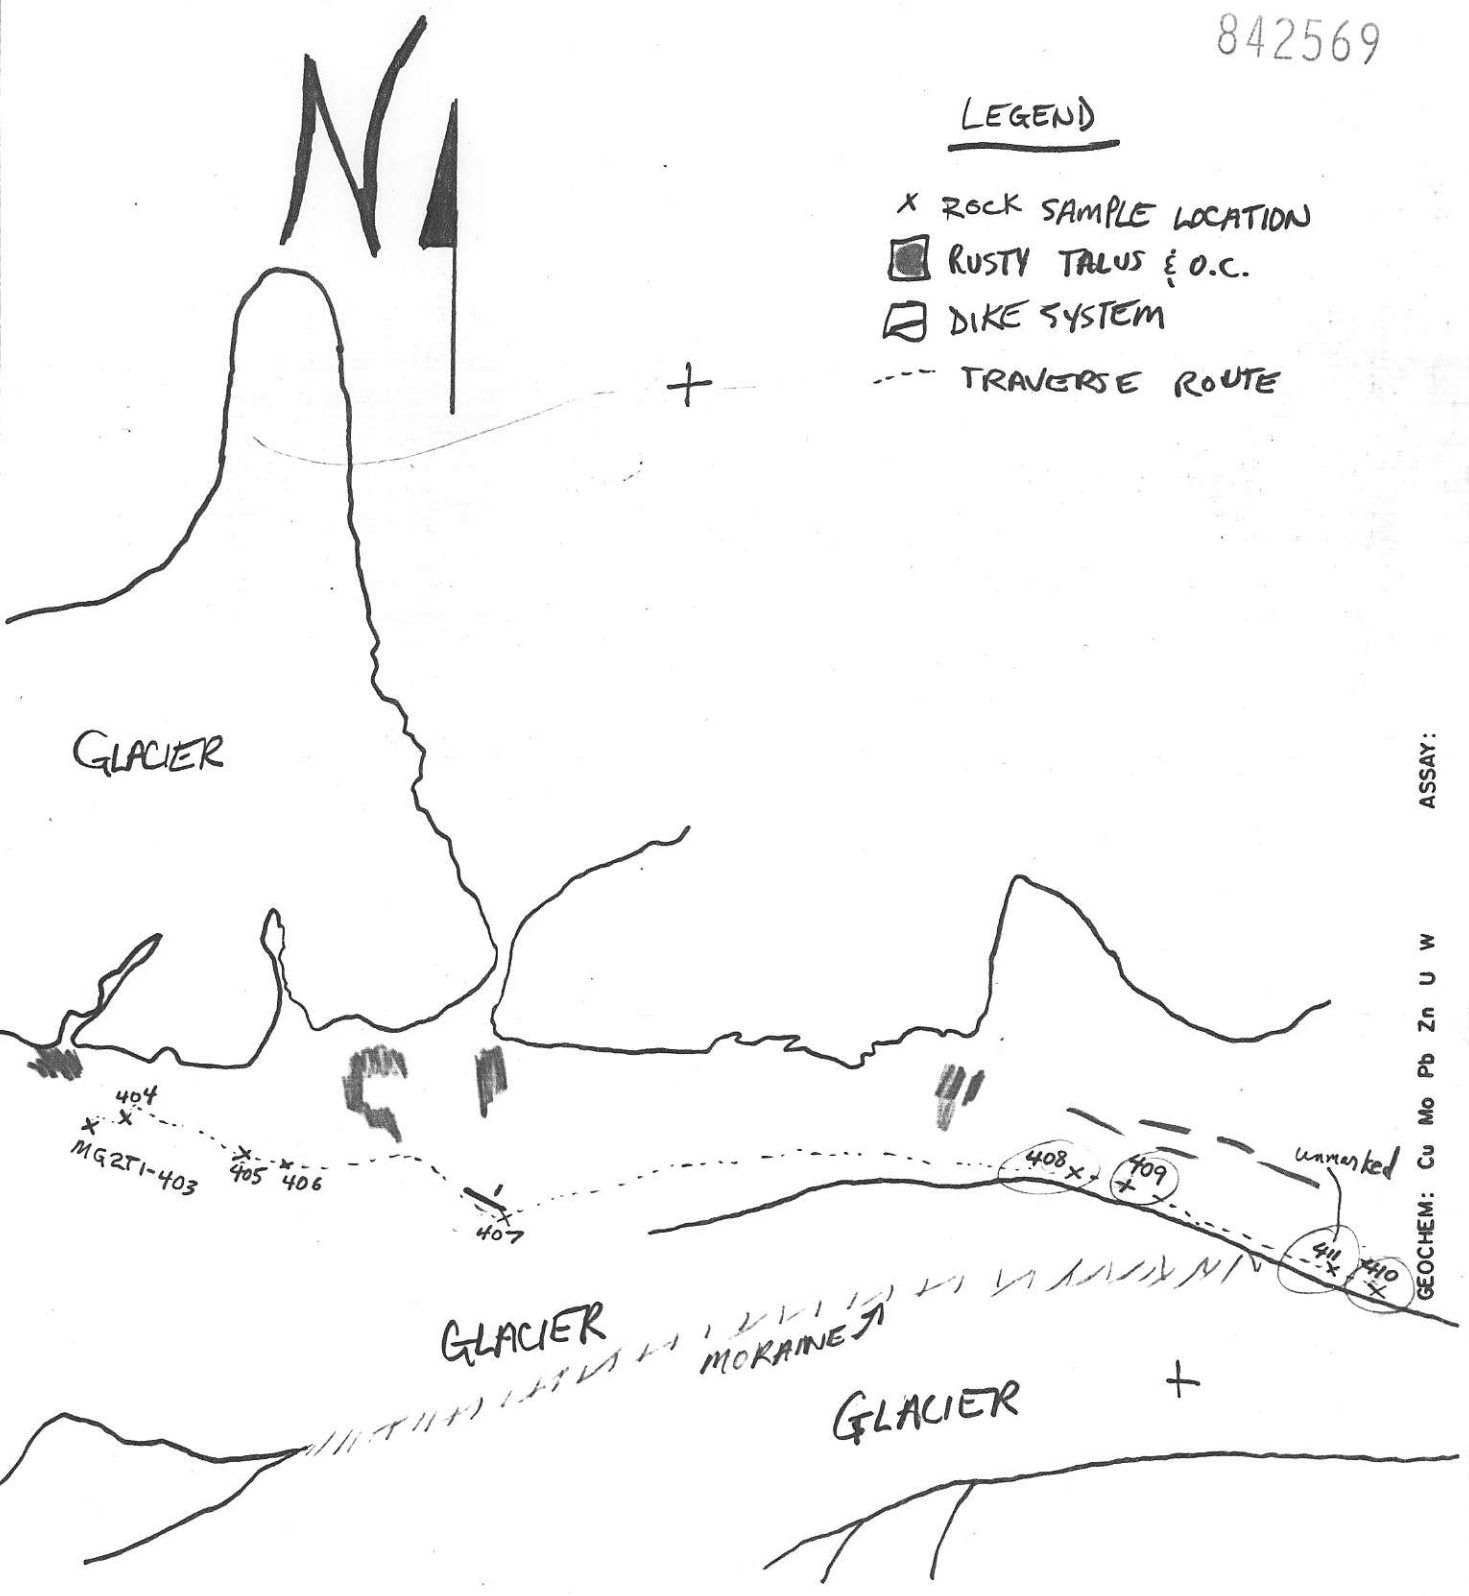 842569
N
LEGEND
x ROCK SAMPLE LOCATION
RUSTY TALUS & O.C.
DIKE SYSTEM
TRAVERSE ROUTE
GLACIER
ASSAY:
GEOCHEM: Cu Mo Pb Zn U W
404
MG2T1-403
405
406
407
408
409
unmarked
411
410
GLACIER
MORAINE
GLACIER